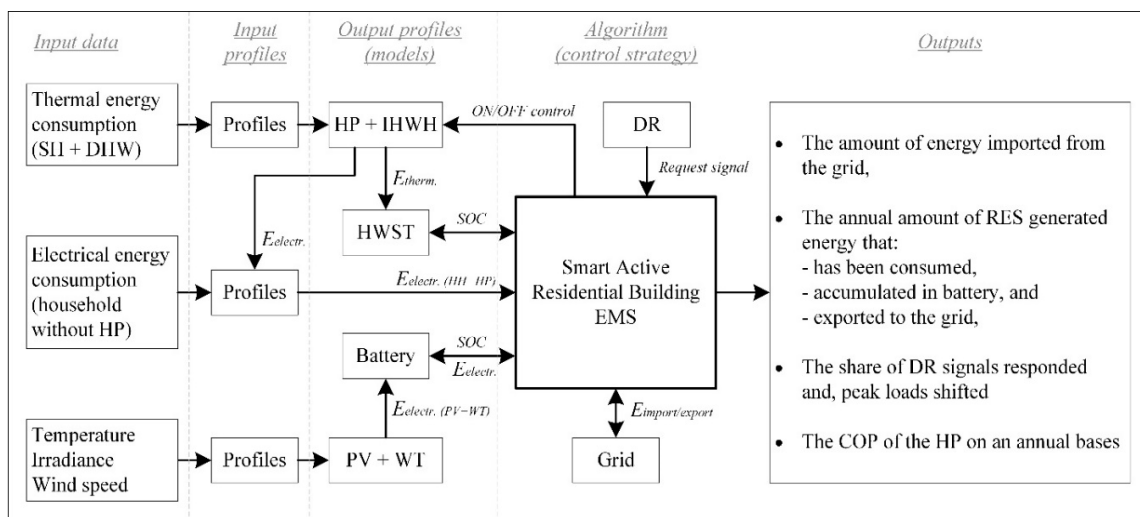 Input data
Input
profiles
Output profiles
(models)
Algorithm
(control strategy)
Outputs
Thermal energy
consumption
(SH + DHW)
Profiles
HP + IHWH
ON/OFF control
DR
Request signal
Etherm.
HWST
SOC
Eelectr.
Electrical energy
consumption
(household
without HP)
Profiles
Eelectr. (HH−HP)
Smart Active
Residential Building
EMS
Battery
SOC
Eelectr.
Eelectr. (PV−WT)
Temperature
Irradiance
Wind speed
Profiles
PV + WT
Eimport/export
Grid
• The amount of energy imported from
the grid,
• The annual amount of RES generated
energy that:
- has been consumed,
- accumulated in battery, and
- exported to the grid,
• The share of DR signals responded
and, peak loads shifted
• The COP of the HP on an annual bases